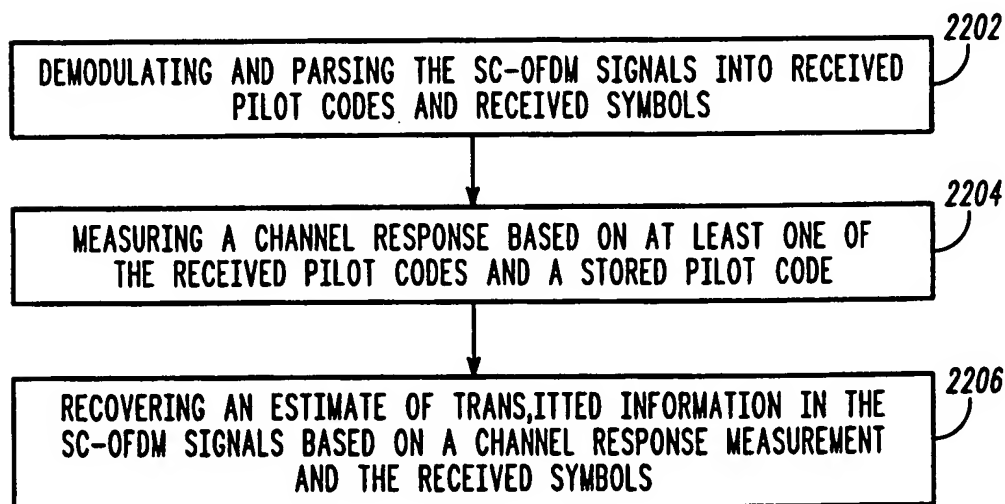 2202
DEMODULATING AND PARSING THE SC-OFDM SIGNALS INTO RECEIVED
PILOT CODES AND RECEIVED SYMBOLS
2204
MEASURING A CHANNEL RESPONSE BASED ON AT LEAST ONE OF
THE RECEIVED PILOT CODES AND A STORED PILOT CODE
2206
RECOVERING AN ESTIMATE OF TRANS,ITTED INFORMATION IN THE
SC-OFDM SIGNALS BASED ON A CHANNEL RESPONSE MEASUREMENT
AND THE RECEIVED SYMBOLS